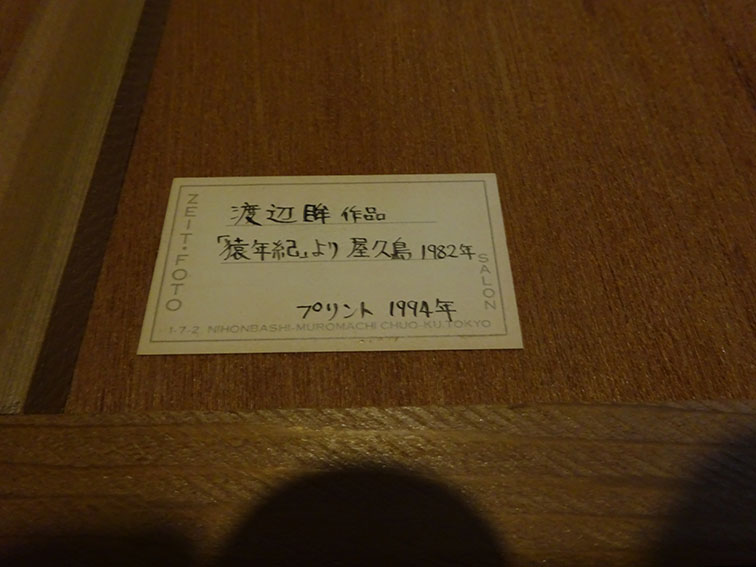 ZEIT・FOTO
SALON
渡辺眸 作品
「猿年紀」より 屋久島 1982年
プリント 1994年
1-7-2, NIHONBASHI-MUROMACHI CHUO-KU.TOKYO